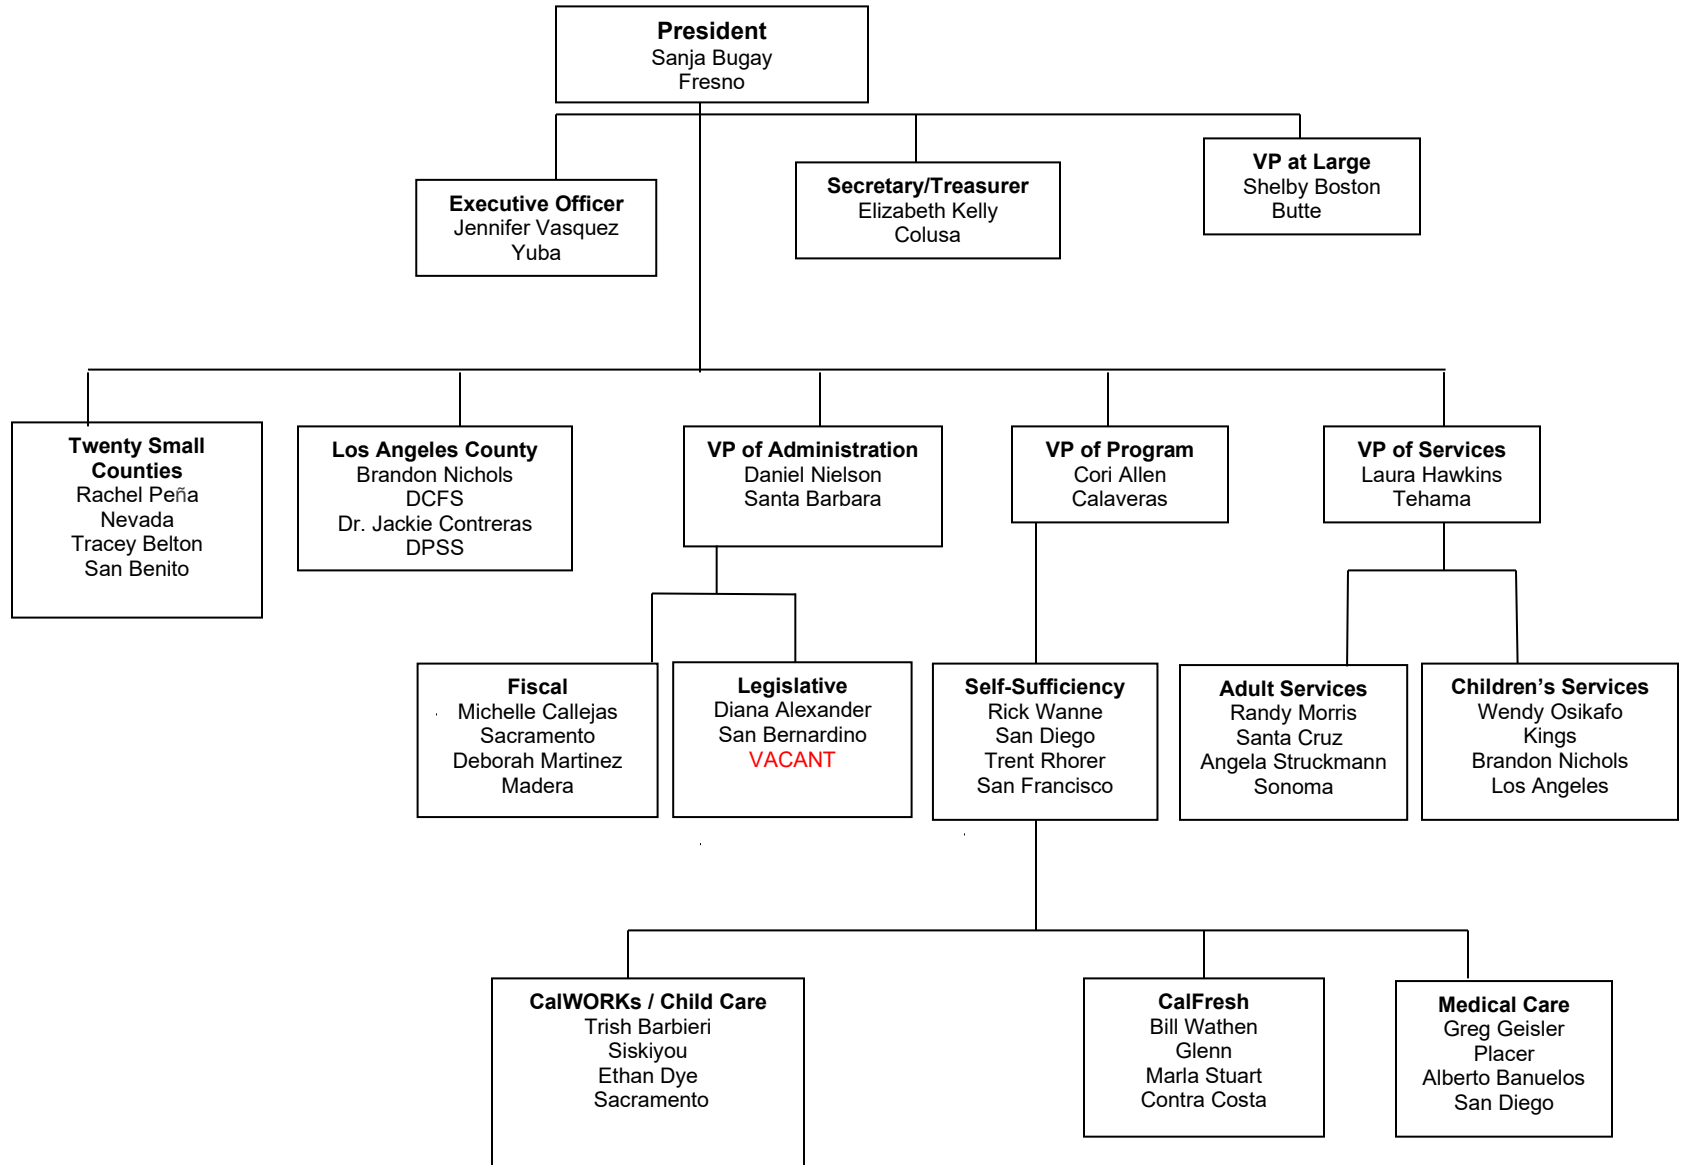 President
Sanja Bugay
Fresno
Executive Officer
Jennifer Vasquez
Yuba
Secretary/Treasurer
Elizabeth Kelly
Colusa
VP at Large
Shelby Boston
Butte
Twenty Small
Counties
Rachel Peña
Nevada
Tracey Belton
San Benito
Los Angeles County
Brandon Nichols
DCFS
Dr. Jackie Contreras
DPSS
VP of Administration
Daniel Nielson
Santa Barbara
VP of Program
Cori Allen
Calaveras
VP of Services
Laura Hawkins
Tehama
Fiscal
Michelle Callejas
Sacramento
Deborah Martinez
Madera
Legislative
Diana Alexander
San Bernardino
VACANT
Self-Sufficiency
Rick Wanne
San Diego
Trent Rhorer
San Francisco
Adult Services
Randy Morris
Santa Cruz
Angela Struckmann
Sonoma
Children’s Services
Wendy Osikafo
Kings
Brandon Nichols
Los Angeles
CalWORKs / Child Care
Trish Barbieri
Siskiyou
Ethan Dye
Sacramento
CalFresh
Bill Wathen
Glenn
Marla Stuart
Contra Costa
Medical Care
Greg Geisler
Placer
Alberto Banuelos
San Diego